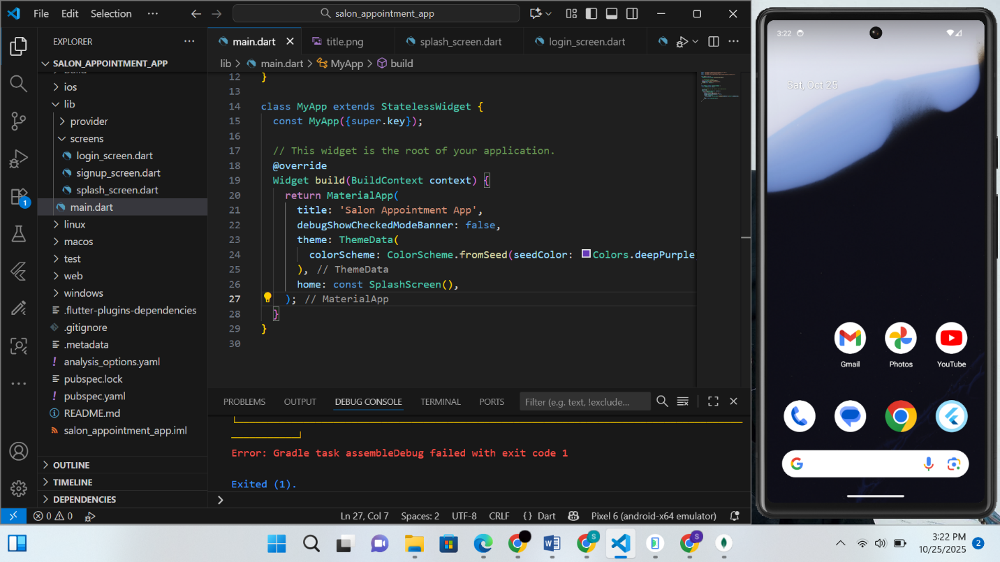 File Edit Selection ···
salon_appointment_app
EXPLORER
SALON_APPOINTMENT_APP
ios
lib
provider
screens
login_screen.dart
signup_screen.dart
splash_screen.dart
main.dart
linux
macos
test
web
windows
.flutter-plugins-dependencies
.gitignore
.metadata
analysis_options.yaml
pubspec.lock
pubspec.yaml
README.md
salon_appointment_app.iml
OUTLINE
TIMELINE
DEPENDENCIES
1
main.dart title.png splash_screen.dart login_screen.dart
lib > main.dart > MyApp > build
12 }
13
14 class MyApp extends StatelessWidget {
15 const MyApp({super.key});
16
17 // This widget is the root of your application.
18 @override
19 Widget build(BuildContext context) {
20 return MaterialApp(
21 title: 'Salon Appointment App',
22 debugShowCheckedModeBanner: false,
23 theme: ThemeData(
24 colorScheme: ColorScheme.fromSeed(seedColor: Colors.deepPurple
25 ), // ThemeData
26 home: const SplashScreen(),
27 ); // MaterialApp
28 }
29 }
30
PROBLEMS OUTPUT DEBUG CONSOLE TERMINAL PORTS Filter (e.g. text, !exclude...
Error: Gradle task assembleDebug failed with exit code 1
Exited (1).
>
0 0 Ln 27, Col 7 Spaces: 2 UTF-8 CRLF {} Dart Pixel 6 (android-x64 emulator)
3:22
Sat, Oct 25
Gmail Photos YouTube
S S
3:22 PM
10/25/2025
2